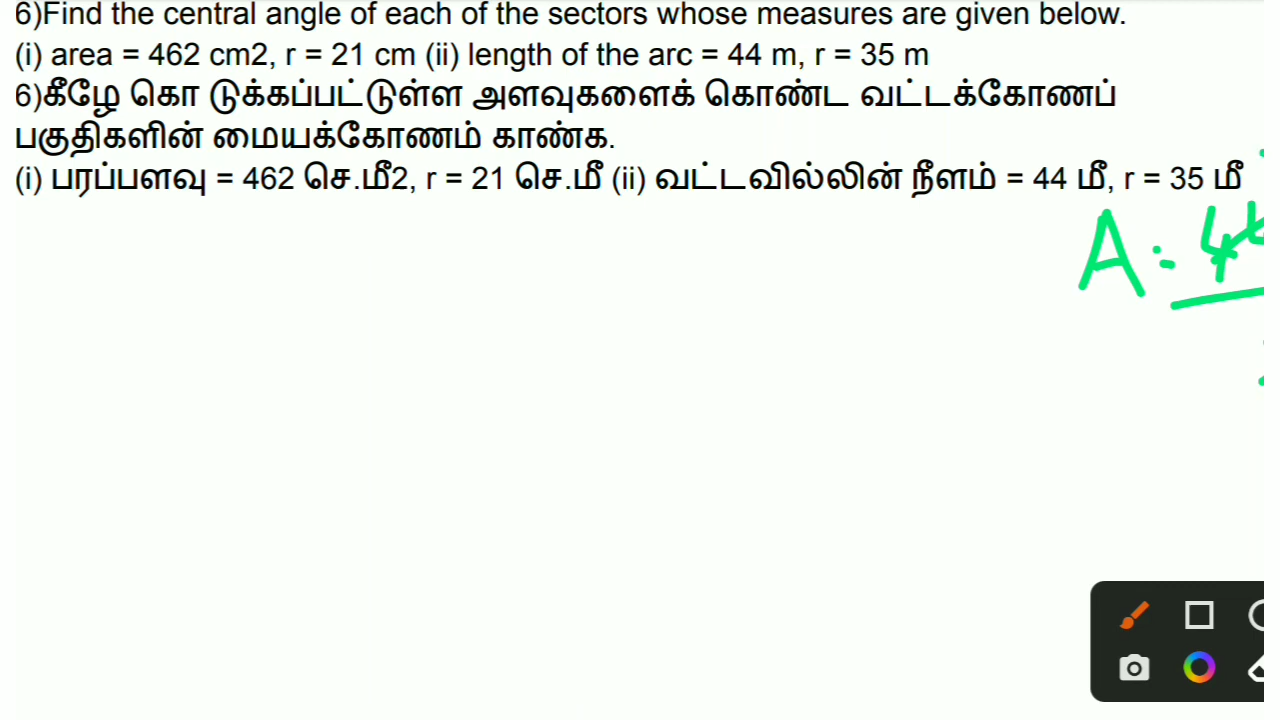 6)Find the central angle of each of the sectors whose measures are given below.
(i) area = 462 cm2, r = 21 cm (ii) length of the arc = 44 m, r = 35 m
6)கீழே கொ டுக்கப்பட்டுள்ள அளவுகளைக் கொண்ட வட்டக்கோணப்
பகுதிகளின் மையக்கோணம் காண்க.
(i) பரப்பளவு = 462 செ.மீ2, r = 21 செ.மீ (ii) வட்டவில்லின் நீளம் = 44 மீ, r = 35 மீ
A =